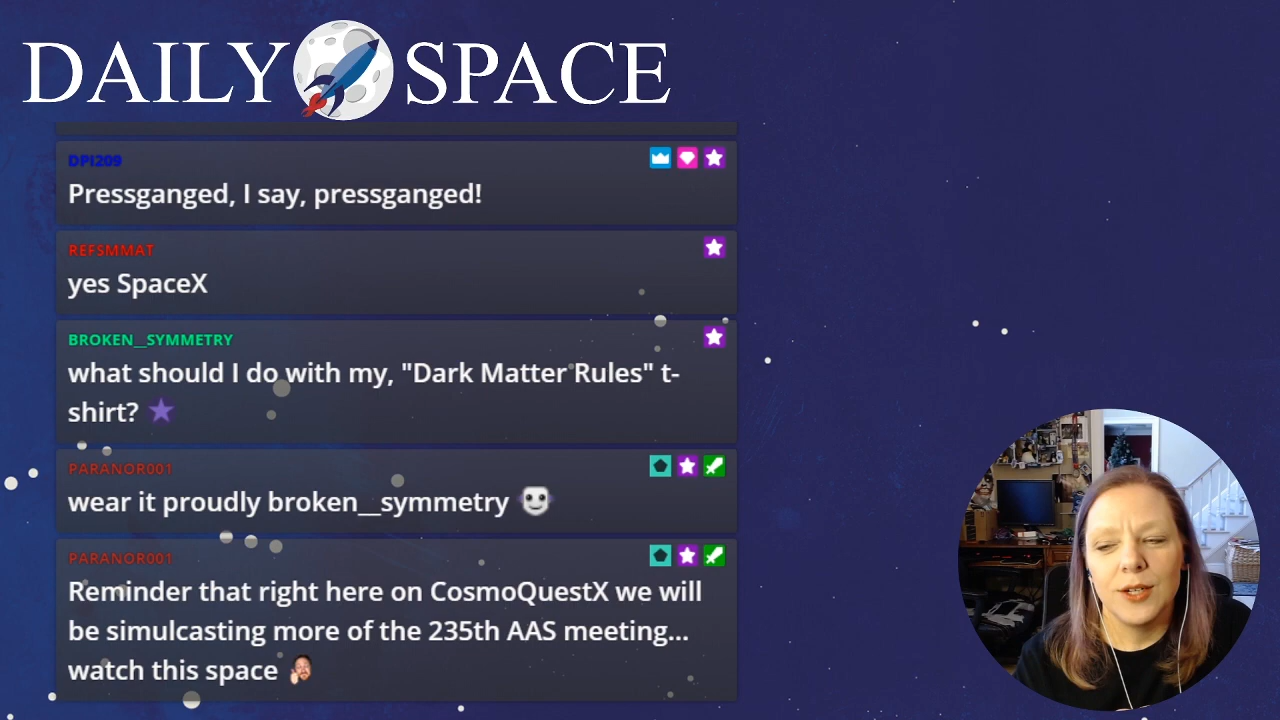 DAILY SPACE
DPI209
Pressganged, I say, pressganged!
REFSMMAT
yes SpaceX
BROKEN__SYMMETRY
what should I do with my, "Dark Matter Rules" t-
shirt?
PARANOR001
wear it proudly broken__symmetry
PARANOR001
Reminder that right here on CosmoQuestX we will
be simulcasting more of the 235th AAS meeting...
watch this space